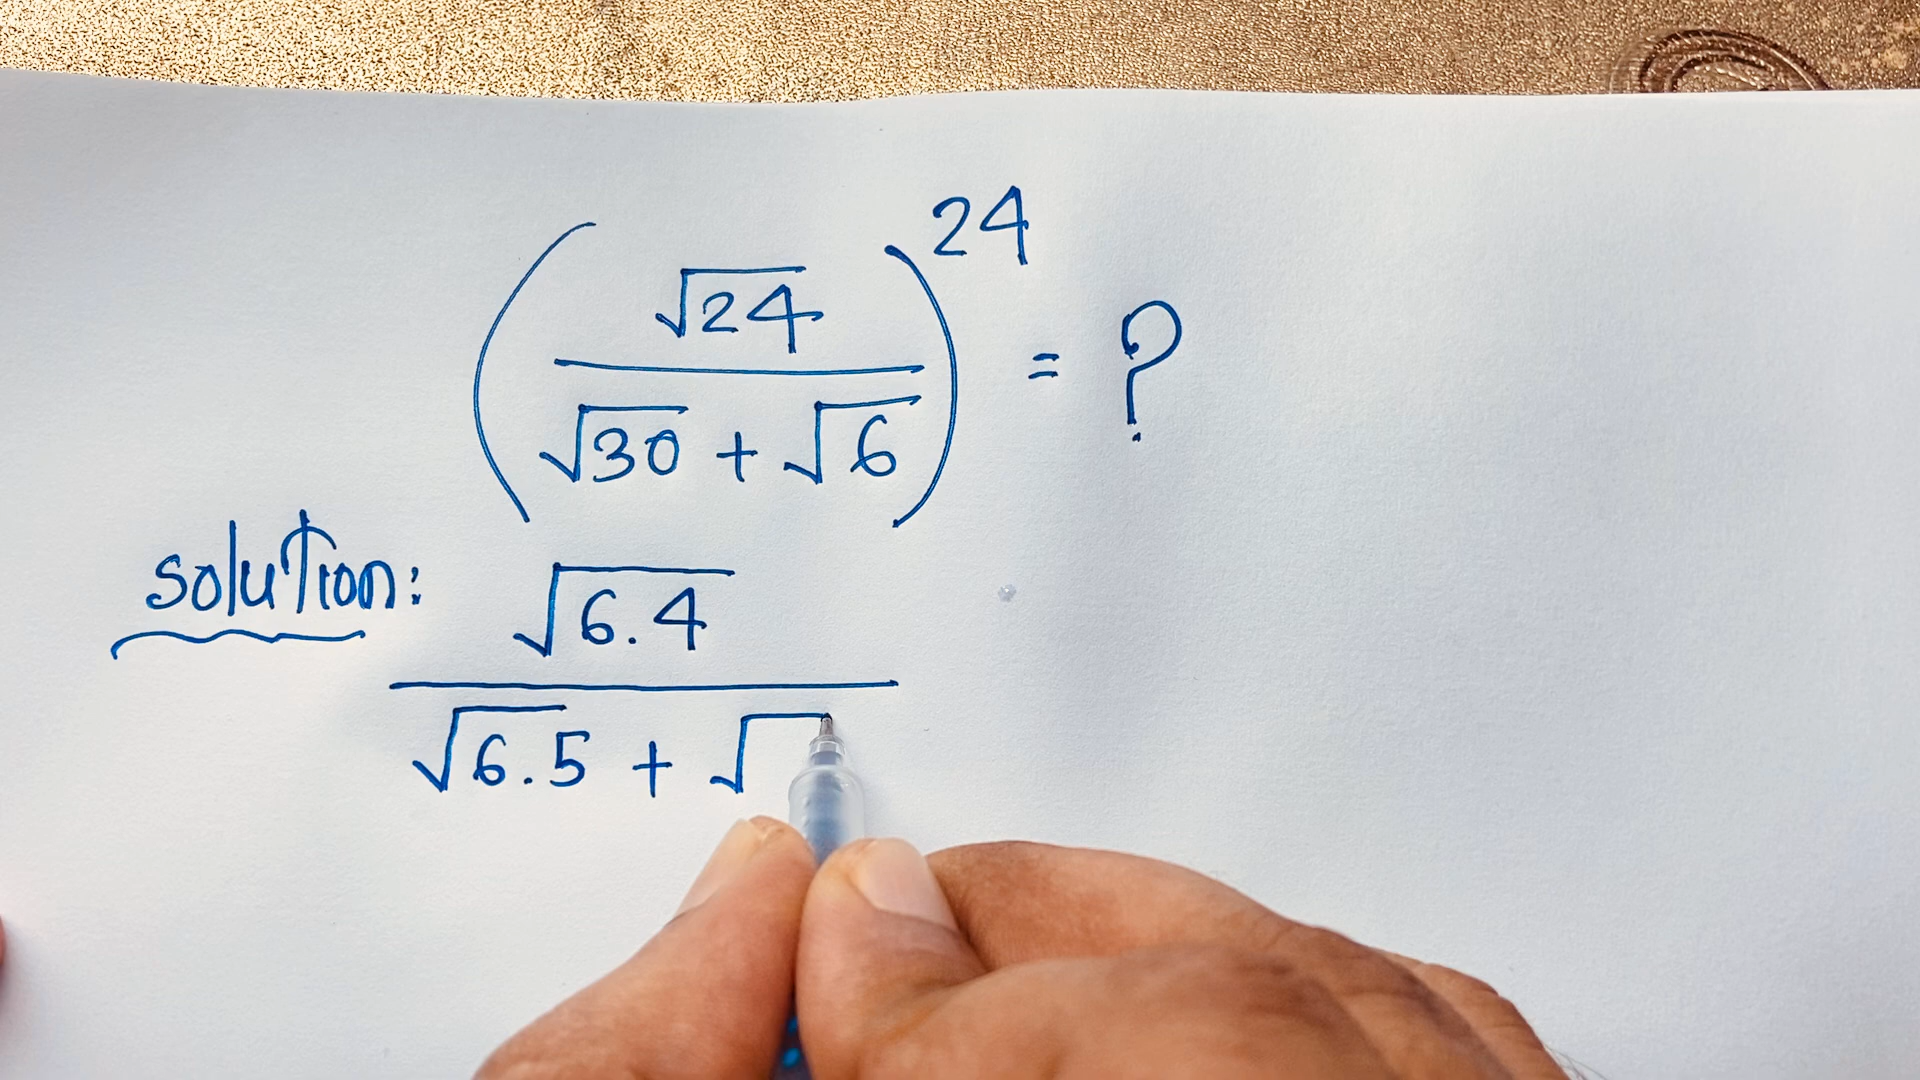 (√24 / (√30 + √6))^24 = ?
solution:
√6.4
√6.5 + √